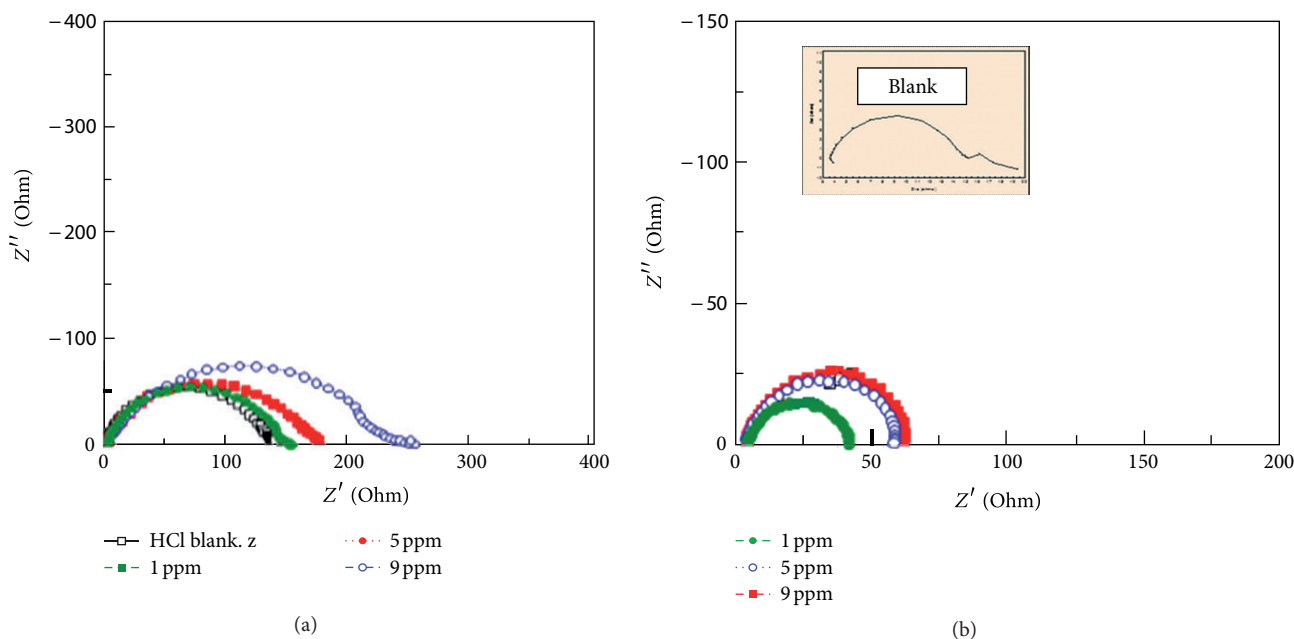 −400
−300
−200
−100
0
Z′′ (Ohm)
0 100 200 300 400
Z′ (Ohm)
HCl blank. z
1 ppm
5 ppm
9 ppm
(a)
−150
−100
−50
0
Z′′ (Ohm)
Blank
0 50 100 150 200
Z′ (Ohm)
1 ppm
5 ppm
9 ppm
(b)